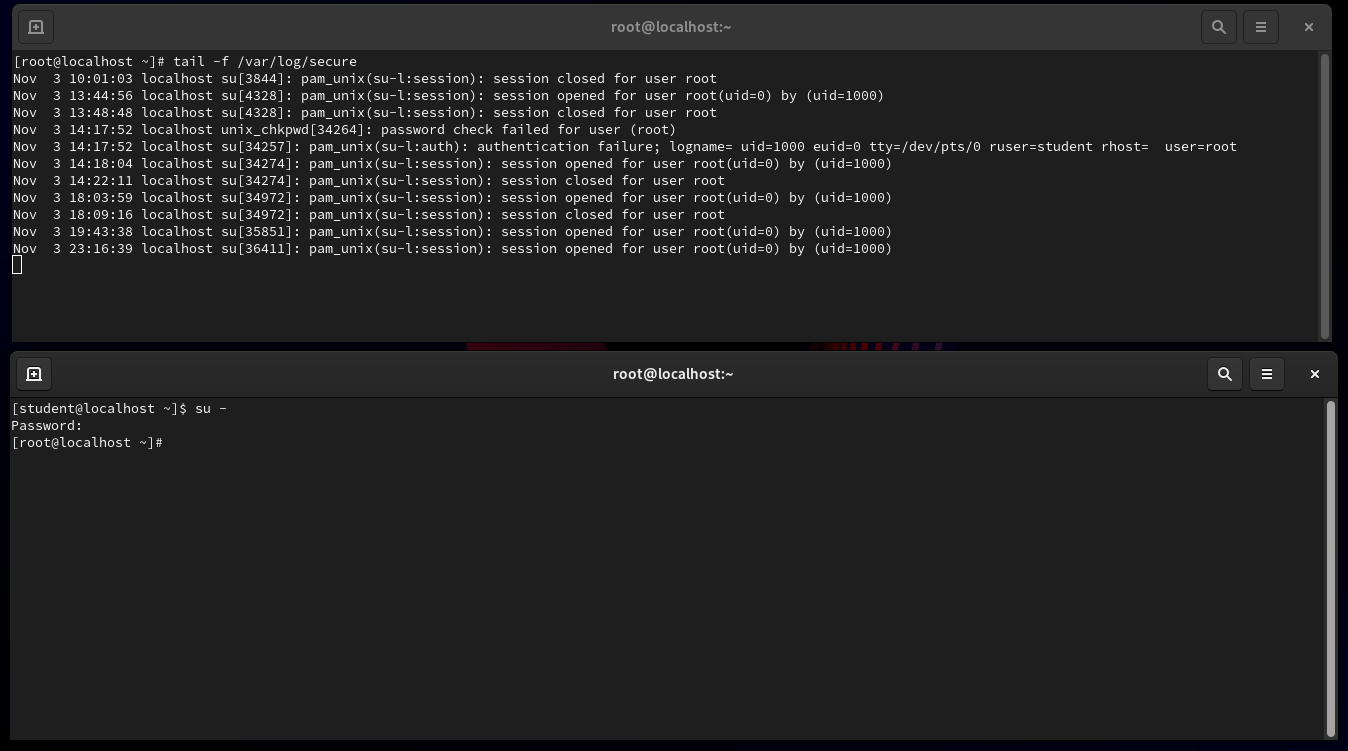 root@localhost:~
[root@localhost ~]# tail -f /var/log/secure
Nov  3 10:01:03 localhost su[3844]: pam_unix(su-l:session): session closed for user root
Nov  3 13:44:56 localhost su[4328]: pam_unix(su-l:session): session opened for user root(uid=0) by (uid=1000)
Nov  3 13:48:48 localhost su[4328]: pam_unix(su-l:session): session closed for user root
Nov  3 14:17:52 localhost unix_chkpwd[34264]: password check failed for user (root)
Nov  3 14:17:52 localhost su[34257]: pam_unix(su-l:auth): authentication failure; logname= uid=1000 euid=0 tty=/dev/pts/0 ruser=student rhost=  user=root
Nov  3 14:18:04 localhost su[34274]: pam_unix(su-l:session): session opened for user root(uid=0) by (uid=1000)
Nov  3 14:22:11 localhost su[34274]: pam_unix(su-l:session): session closed for user root
Nov  3 18:03:59 localhost su[34972]: pam_unix(su-l:session): session opened for user root(uid=0) by (uid=1000)
Nov  3 18:09:16 localhost su[34972]: pam_unix(su-l:session): session closed for user root
Nov  3 19:43:38 localhost su[35851]: pam_unix(su-l:session): session opened for user root(uid=0) by (uid=1000)
Nov  3 23:16:39 localhost su[36411]: pam_unix(su-l:session): session opened for user root(uid=0) by (uid=1000)
root@localhost:~
[student@localhost ~]$ su -
Password:
[root@localhost ~]#